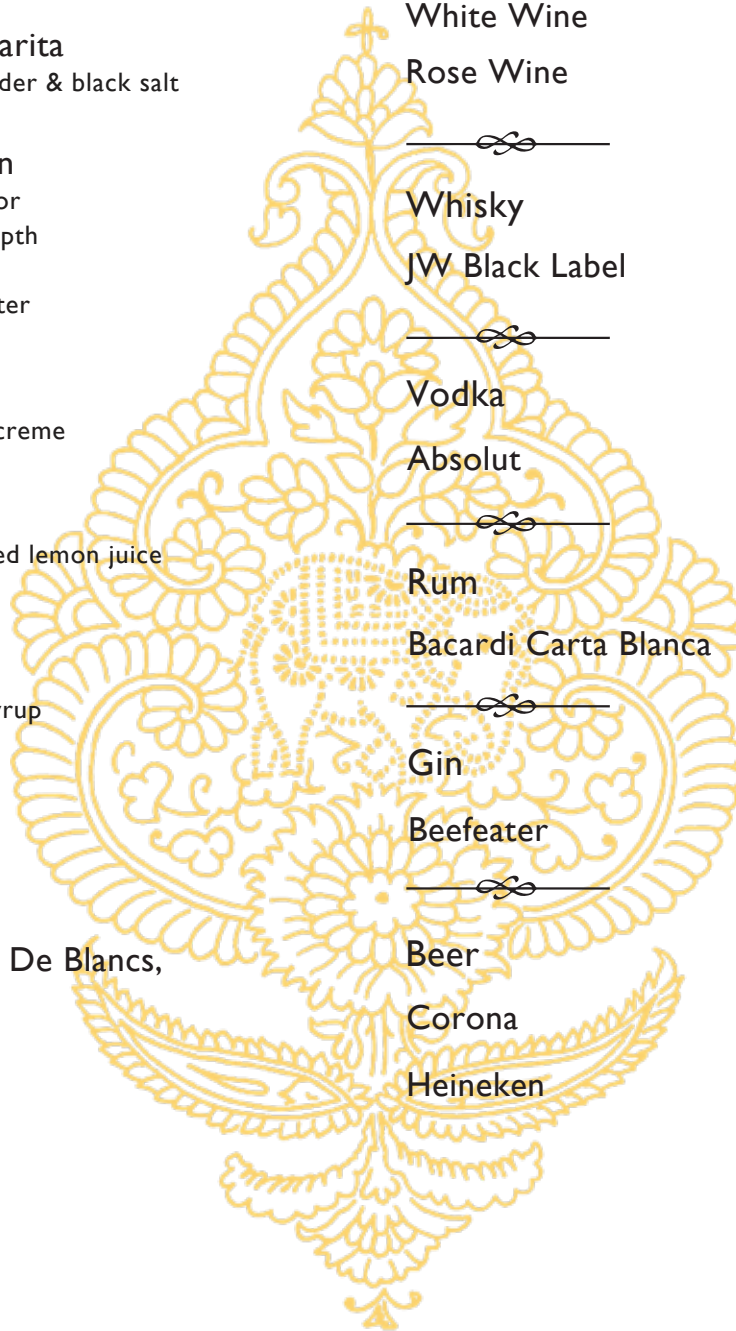 arita
der & black salt
n
or
pth
ter
creme
ed lemon juice
rup
De Blancs,
White Wine
Rose Wine
Whisky
JW Black Label
Vodka
Absolut
Rum
Bacardi Carta Blanca
Gin
Beefeater
Beer
Corona
Heineken